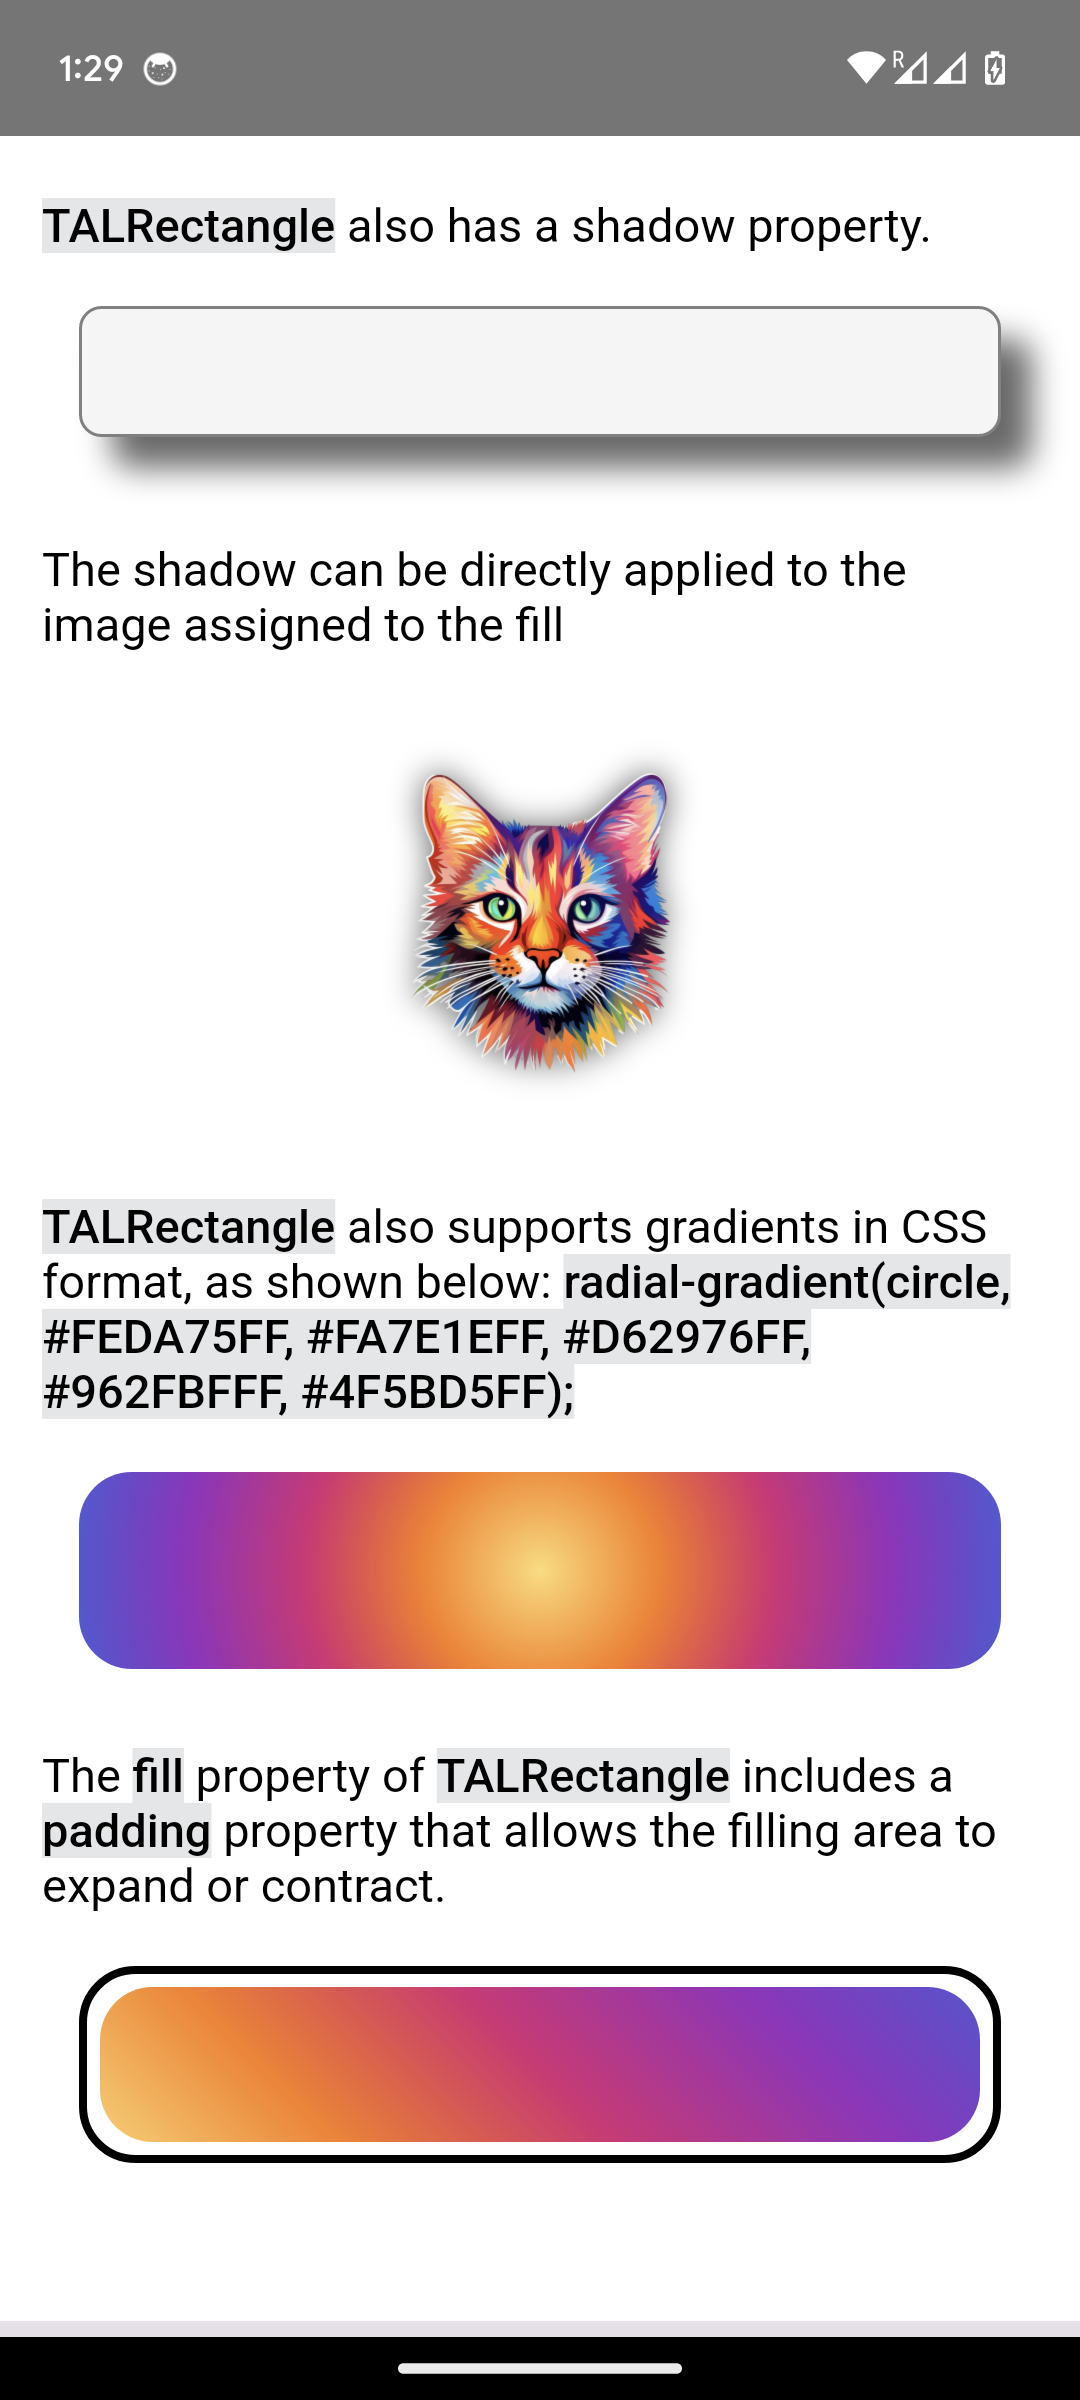 1:29
R
TALRectangle also has a shadow property.
The shadow can be directly applied to the
image assigned to the fill
TALRectangle also supports gradients in CSS
format, as shown below: radial-gradient(circle,
#FEDA75FF, #FA7E1EFF, #D62976FF,
#962FBFFF, #4F5BD5FF);
The fill property of TALRectangle includes a
padding property that allows the filling area to
expand or contract.